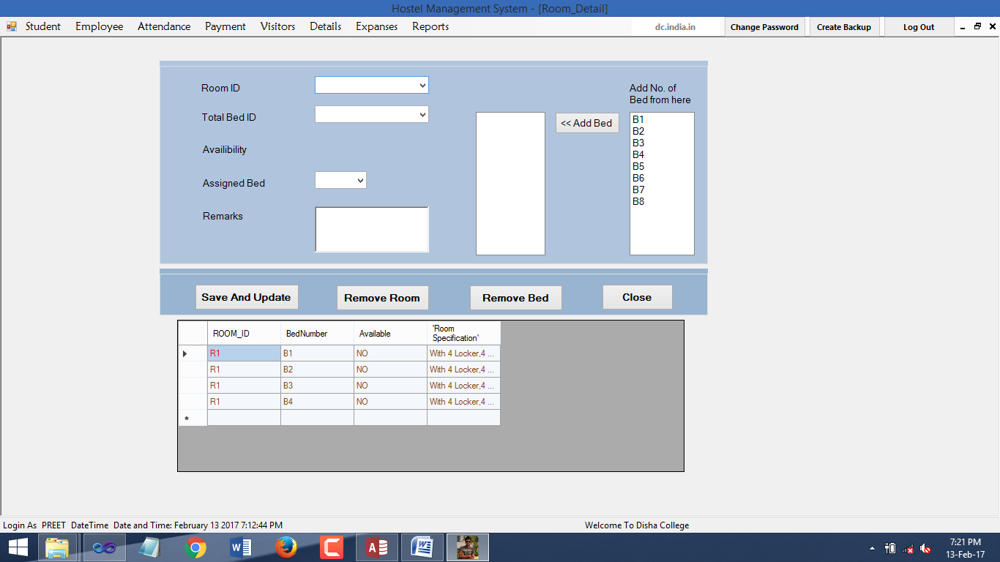 Hostel Management System - [Room_Detail]
Student Employee Attendance Payment Visitors Details Expanses Reports dc.india.in Change Password Create Backup Log Out
Room ID
Total Bed ID
Availibility
Assigned Bed
Remarks
<< Add Bed
Add No. of
Bed from here
B1
B2
B3
B4
B5
B6
B7
B8
Save And Update Remove Room Remove Bed Close
ROOM_ID BedNumber Available 'Room
Specification'
R1 B1 NO With 4 Locker,4 ...
R1 B2 NO With 4 Locker,4 ...
R1 B3 NO With 4 Locker,4 ...
R1 B4 NO With 4 Locker,4 ...
Login As PREET DateTime Date and Time: February 13 2017 7:12:44 PM Welcome To Disha College
7:21 PM
13-Feb-17